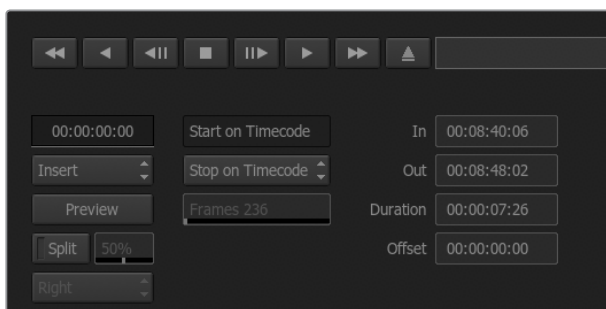 00:00:00:00 Start on Timecode In 00:08:40:06
Insert Stop on Timecode Out 00:08:48:02
Preview Frames 236 Duration 00:00:07:26
Split 50% Offset 00:00:00:00
Right